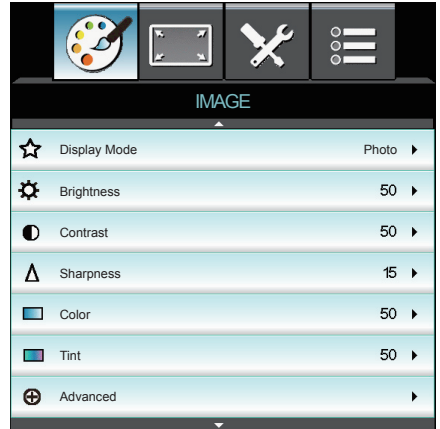 IMAGE
Display Mode Photo
Brightness 50
Contrast 50
Sharpness 15
Color 50
Tint 50
Advanced